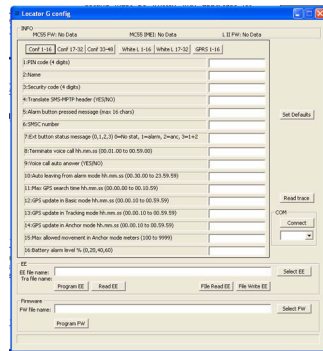 Locator G config
INFO
MC55 FW: No Data MC55 IMEI: No Data L II FW: No Data
Conf 1-16 Conf 17-32 Conf 33-48 White L 1-16 White L 17-32 GPRS 1-16
1:PIN code (4 digits)
2:Name
3:Security code (4 digits)
4:Translate SMS-MPTP header (YES/NO)
5:Alarm button pressed message (max 16 chars)
6:SMSC number
7:Ext button status message (0,1,2,3) 0=No stat, 1=alarm, 2=anc, 3=1+2
8:Terminate voice call hh.mm.ss (00.01.00 to 00.59.00)
9:Voice call auto answer (YES/NO)
10:Auto leaving from alarm mode hh.mm.ss (00.30.00 to 23.59.59)
11:Max GPS search time hh.mm.ss (00.00.00 to 00.10.59)
12:GPS update in Basic mode hh.mm.ss (00.00.10 to 00.59.59)
13:GPS update in Tracking mode hh.mm.ss (00.00.10 to 00.59.59)
14:GPS update in Anchor mode hh.mm.ss (00.00.10 to 00.59.59)
15:Max allowed movement in Anchor mode meters (100 to 9999)
16:Battery alarm level % (0,20,40,60)
Set Defaults
Read trace
COM
Connect
EE
EE file name:
Tra file name:
Select EE
Program EE Read EE File Read EE File Write EE
Firmware
FW file name:
Select FW
Program FW